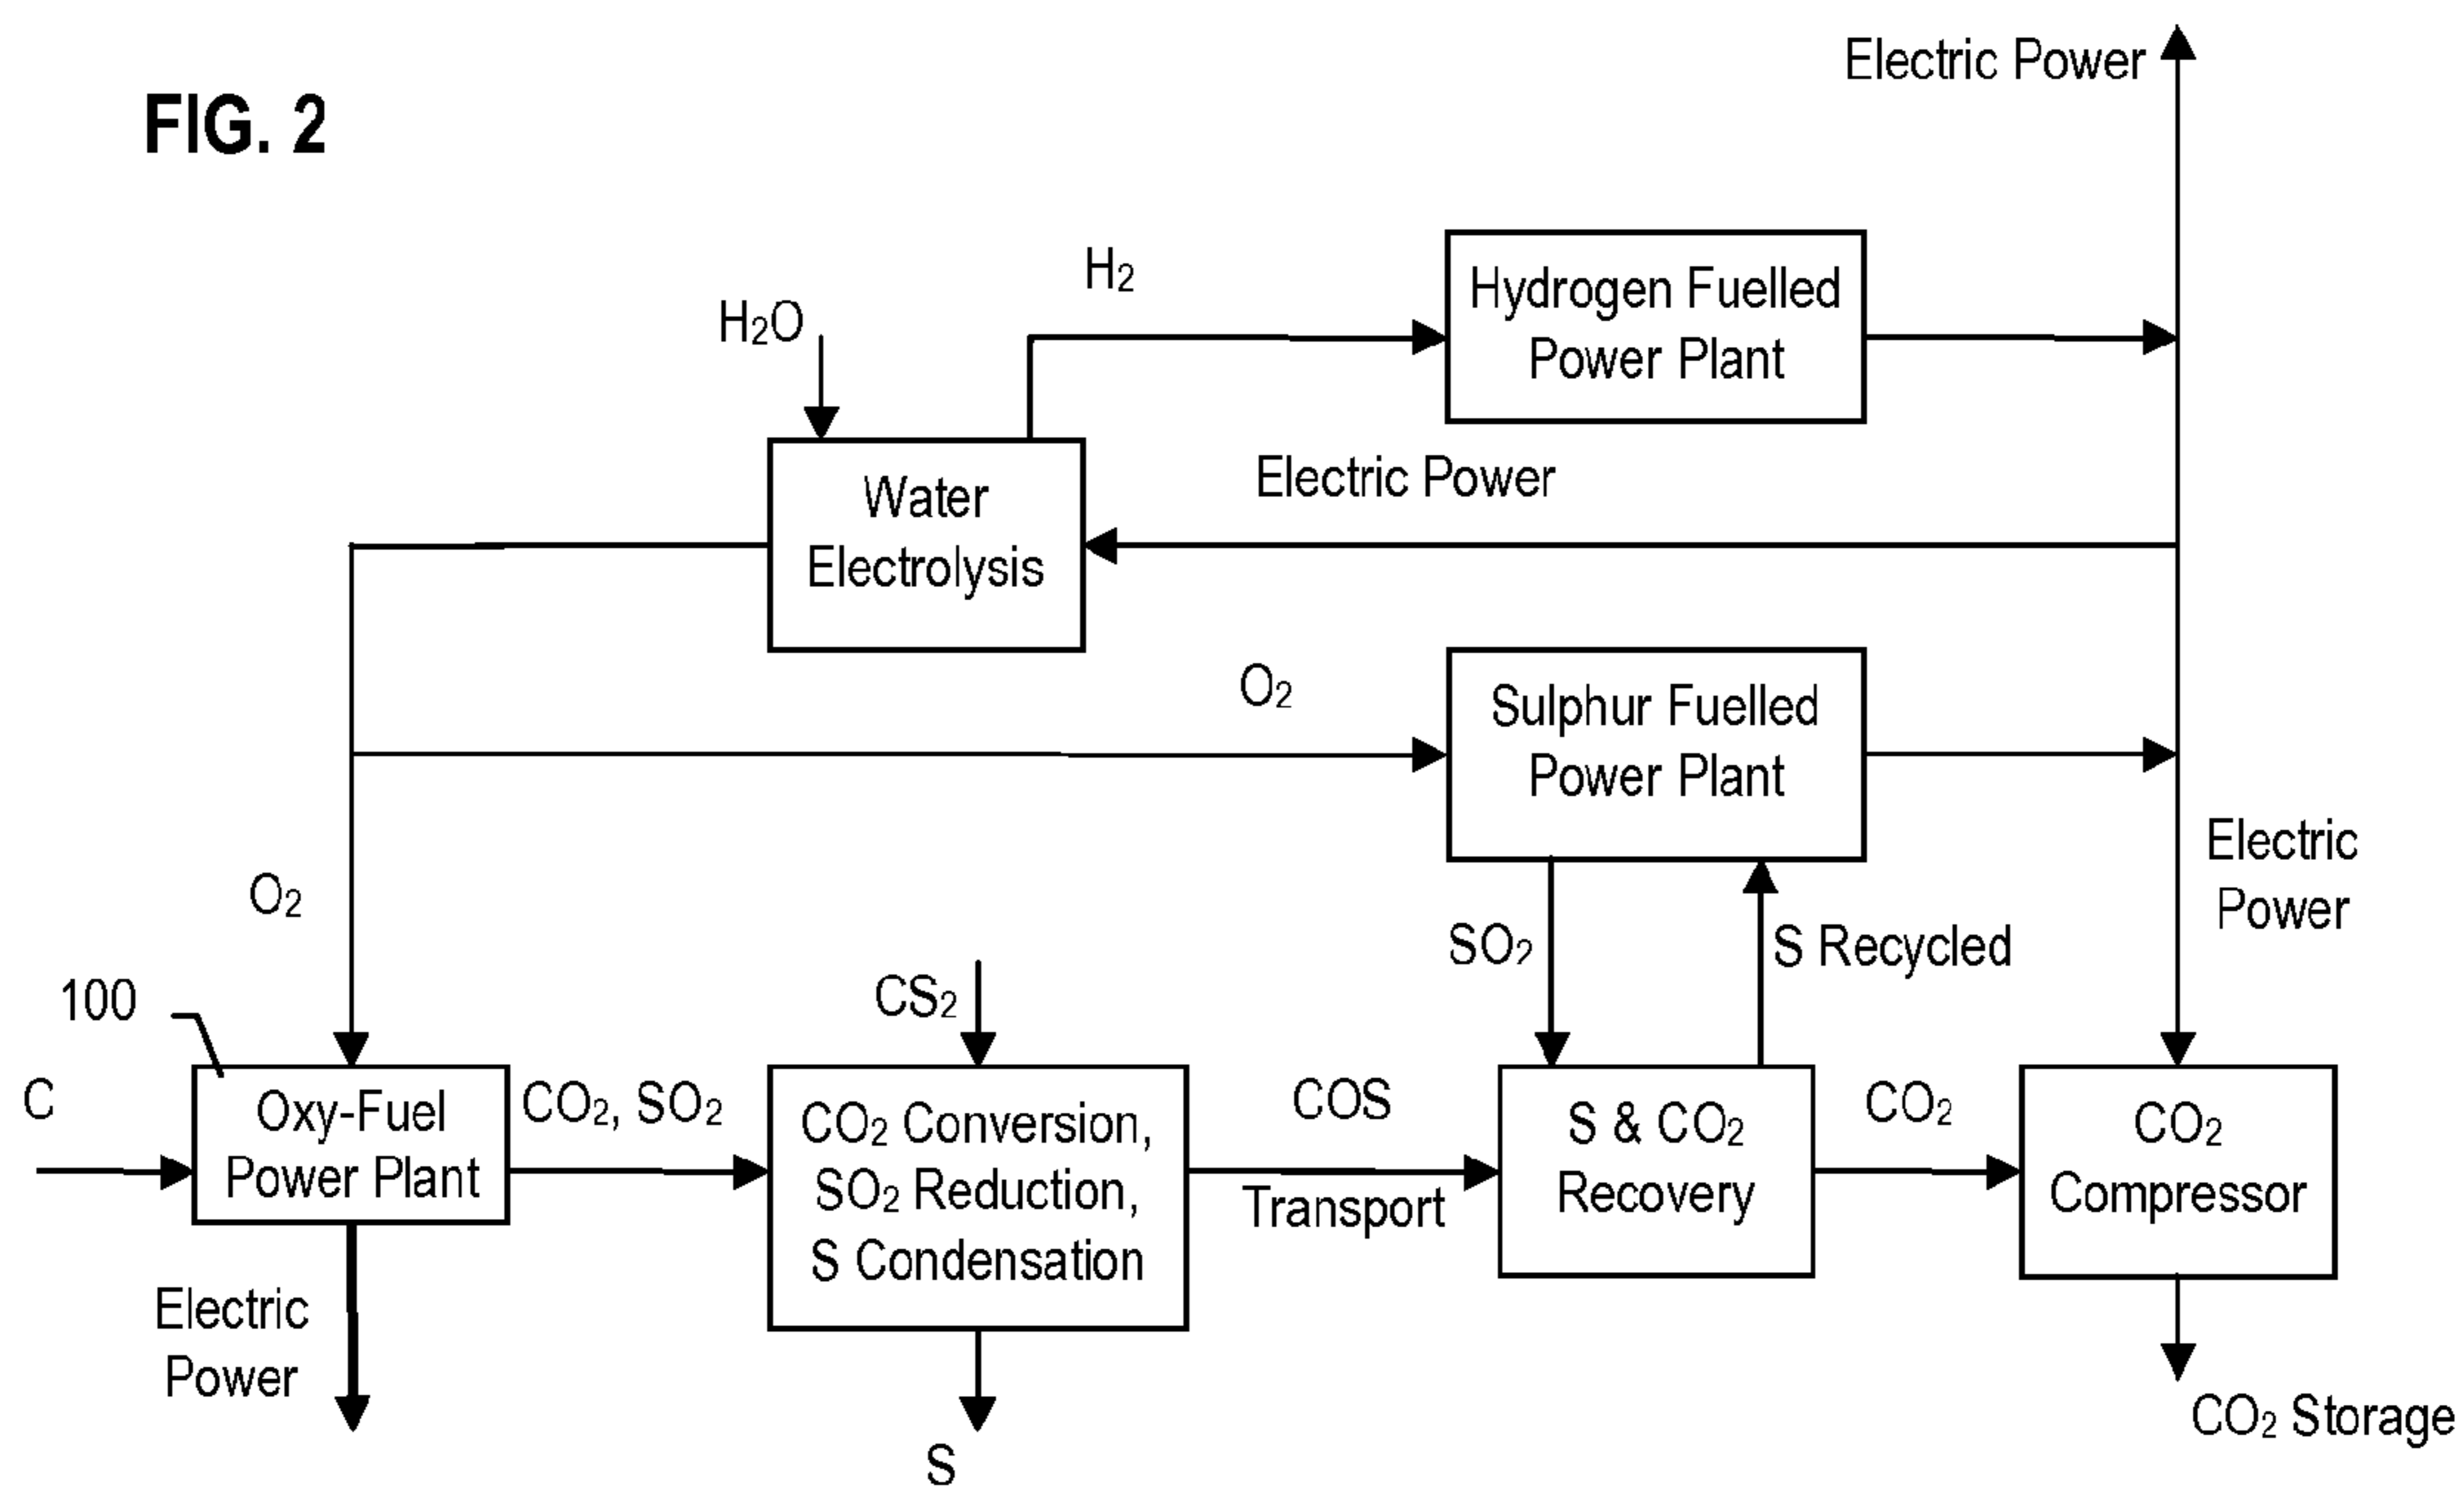 Electric Power
FIG. 2
H2
H2O
Hydrogen Fuelled
Power Plant
Electric Power
Water
Electrolysis
O2
Sulphur Fuelled
Power Plant
Electric
Power
O2
SO2
S Recycled
CS2
100
C
Oxy-Fuel
Power Plant
CO2, SO2
CO2 Conversion,
SO2 Reduction,
S Condensation
COS
Transport
S & CO2
Recovery
CO2
CO2
Compressor
Electric
Power
S
CO2 Storage